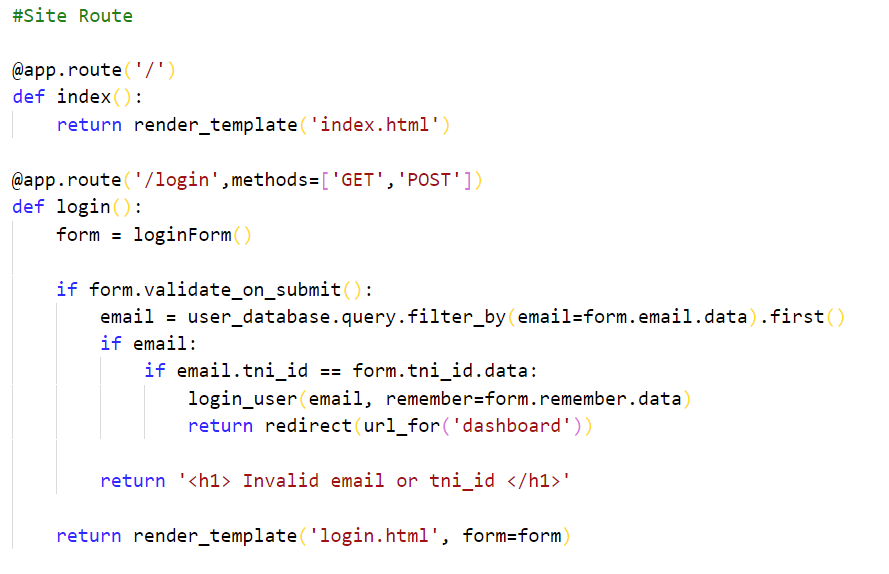 #Site Route
@app.route('/')
def index():
    return render_template('index.html')
@app.route('/login',methods=['GET','POST'])
def login():
    form = loginForm()
    if form.validate_on_submit():
        email = user_database.query.filter_by(email=form.email.data).first()
        if email:
            if email.tni_id == form.tni_id.data:
                login_user(email, remember=form.remember.data)
                return redirect(url_for('dashboard'))
        return '<h1> Invalid email or tni_id </h1>'
    return render_template('login.html', form=form)